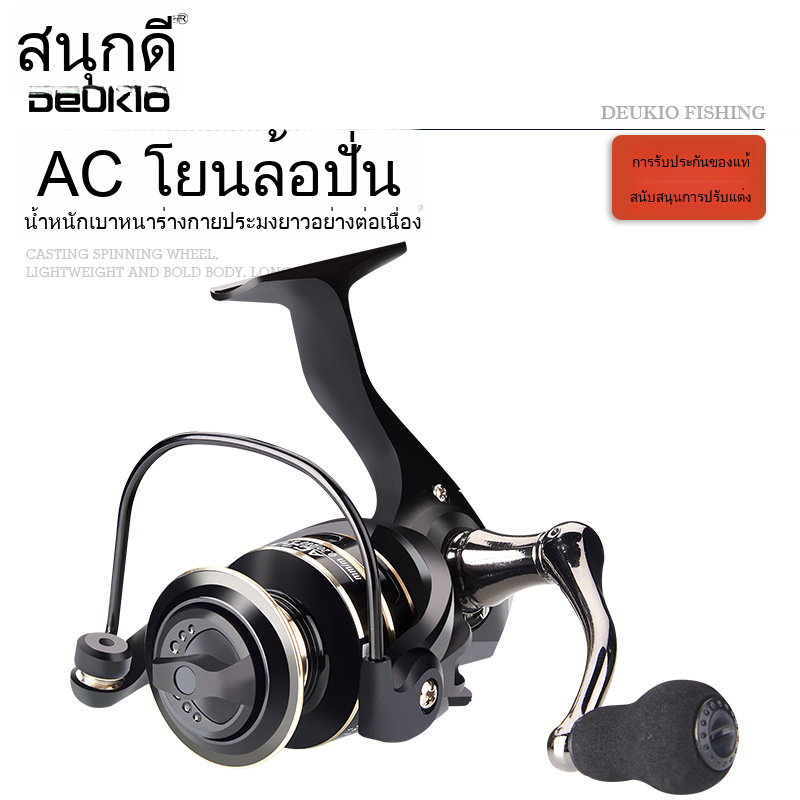 สนุกดี®
DEUKIO
DEUKIO FISHING
AC โยนล้อปั่น
น้ำหนักเบาหนาร่างกายประมงยาวอย่างต่อเนื่อง
CASTING SPINNING WHEEL,
LIGHTWEIGHT AND BOLD BODY, LONG
การรับประกันของแท้
สนับสนุนการปรับแต่ง